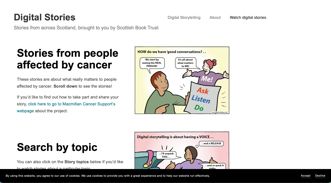 Digital Stories
Digital Storytelling
About
Watch digital stories
Stories from across Scotland, brought to you by Scottish Book Trust
Stories from people
affected by cancer
These stories are about what really matters to people
affected by cancer. Scroll down to see the stories!
If you'd like to find out how to take part and share your
story, click here to go to Macmillan Cancer Support's
webpage about the project.
HOW do we have 'good conversations'...
Me!
Ask
Listen
Do
Search by topic
You can also click on the Story topics below if you'd like
Digital storytelling is about having a VOICE...
By using this website, you agree to our use of cookies. We use cookies to provide you with a great experience and to help our website run effectively.
Accept
Decline